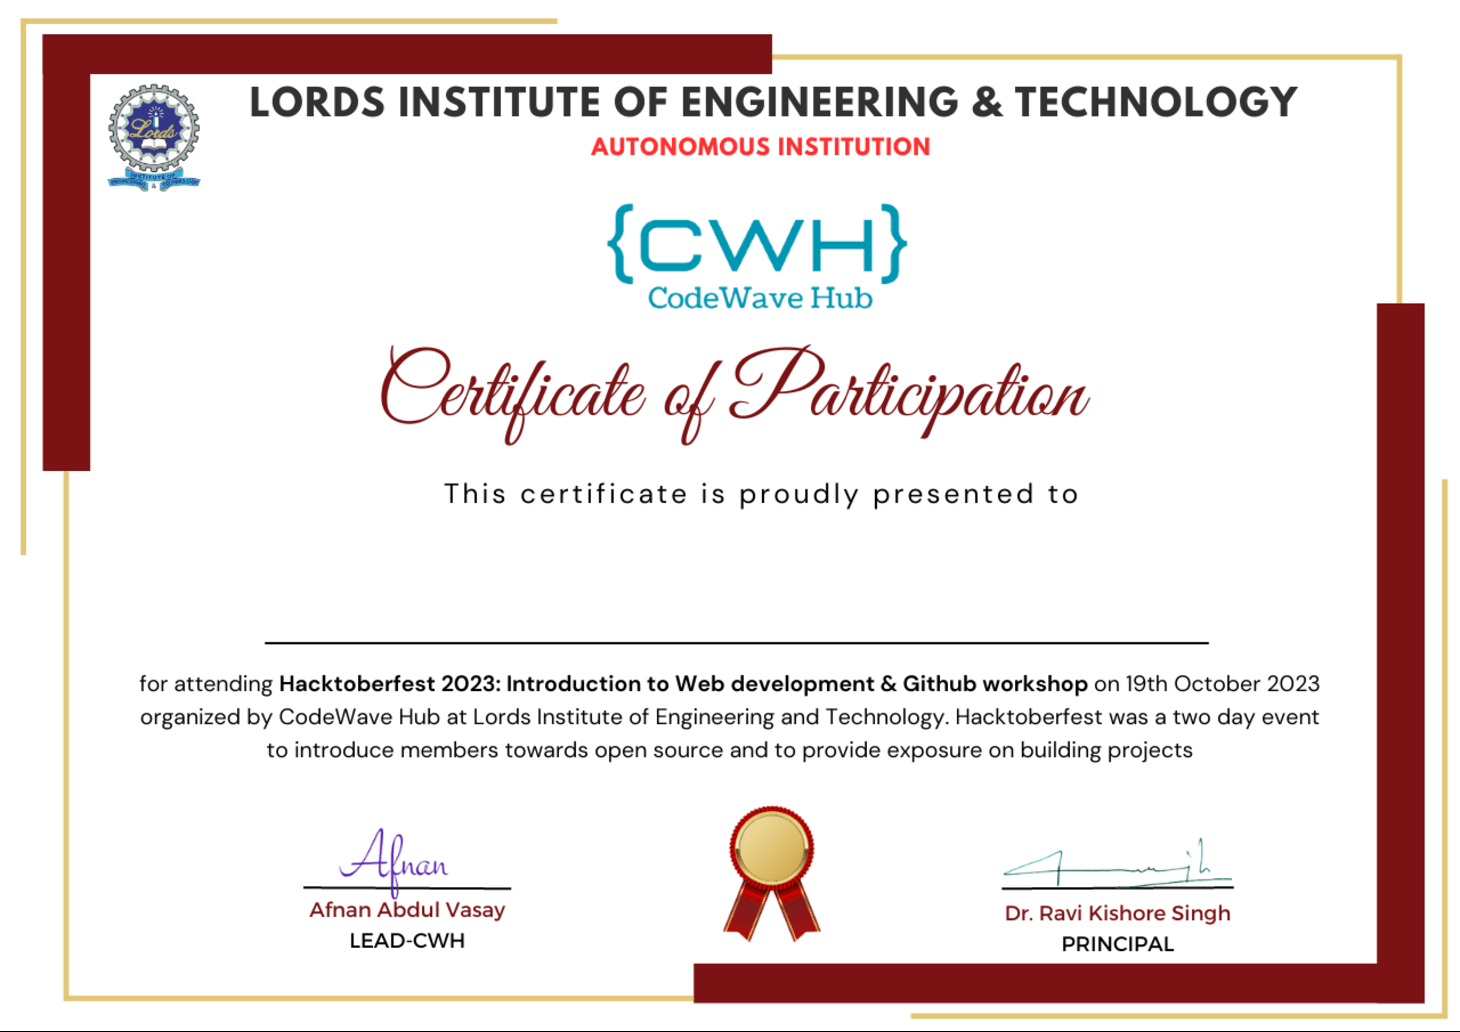 LORDS INSTITUTE OF ENGINEERING & TECHNOLOGY
AUTONOMOUS INSTITUTION
Lords
INSTITUTE OF
ENGINEERING & TECHNOLOGY
{CWH}
CodeWave Hub
Certificate of Participation
This certificate is proudly presented to
for attending Hacktoberfest 2023: Introduction to Web development & Github workshop on 19th October 2023
organized by CodeWave Hub at Lords Institute of Engineering and Technology. Hacktoberfest was a two day event
to introduce members towards open source and to provide exposure on building projects
Afnan
Afnan Abdul Vasay
LEAD-CWH
Dr. Ravi Kishore Singh
PRINCIPAL